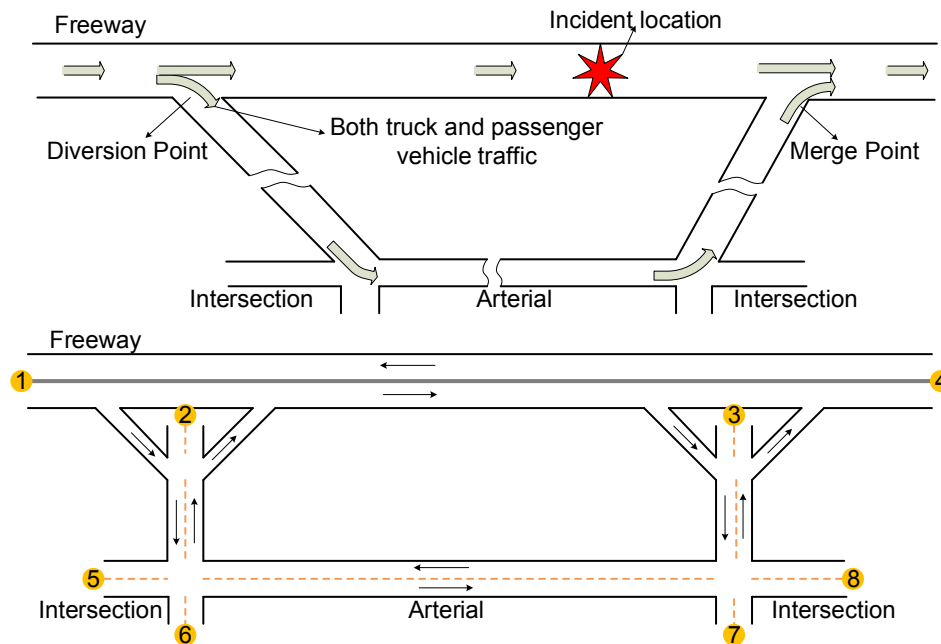 Freeway
Incident location
Diversion Point
Both truck and passenger
vehicle traffic
Merge Point
Intersection
Arterial
Intersection
Freeway
1
4
2
3
5
8
Intersection
Arterial
Intersection
6
7